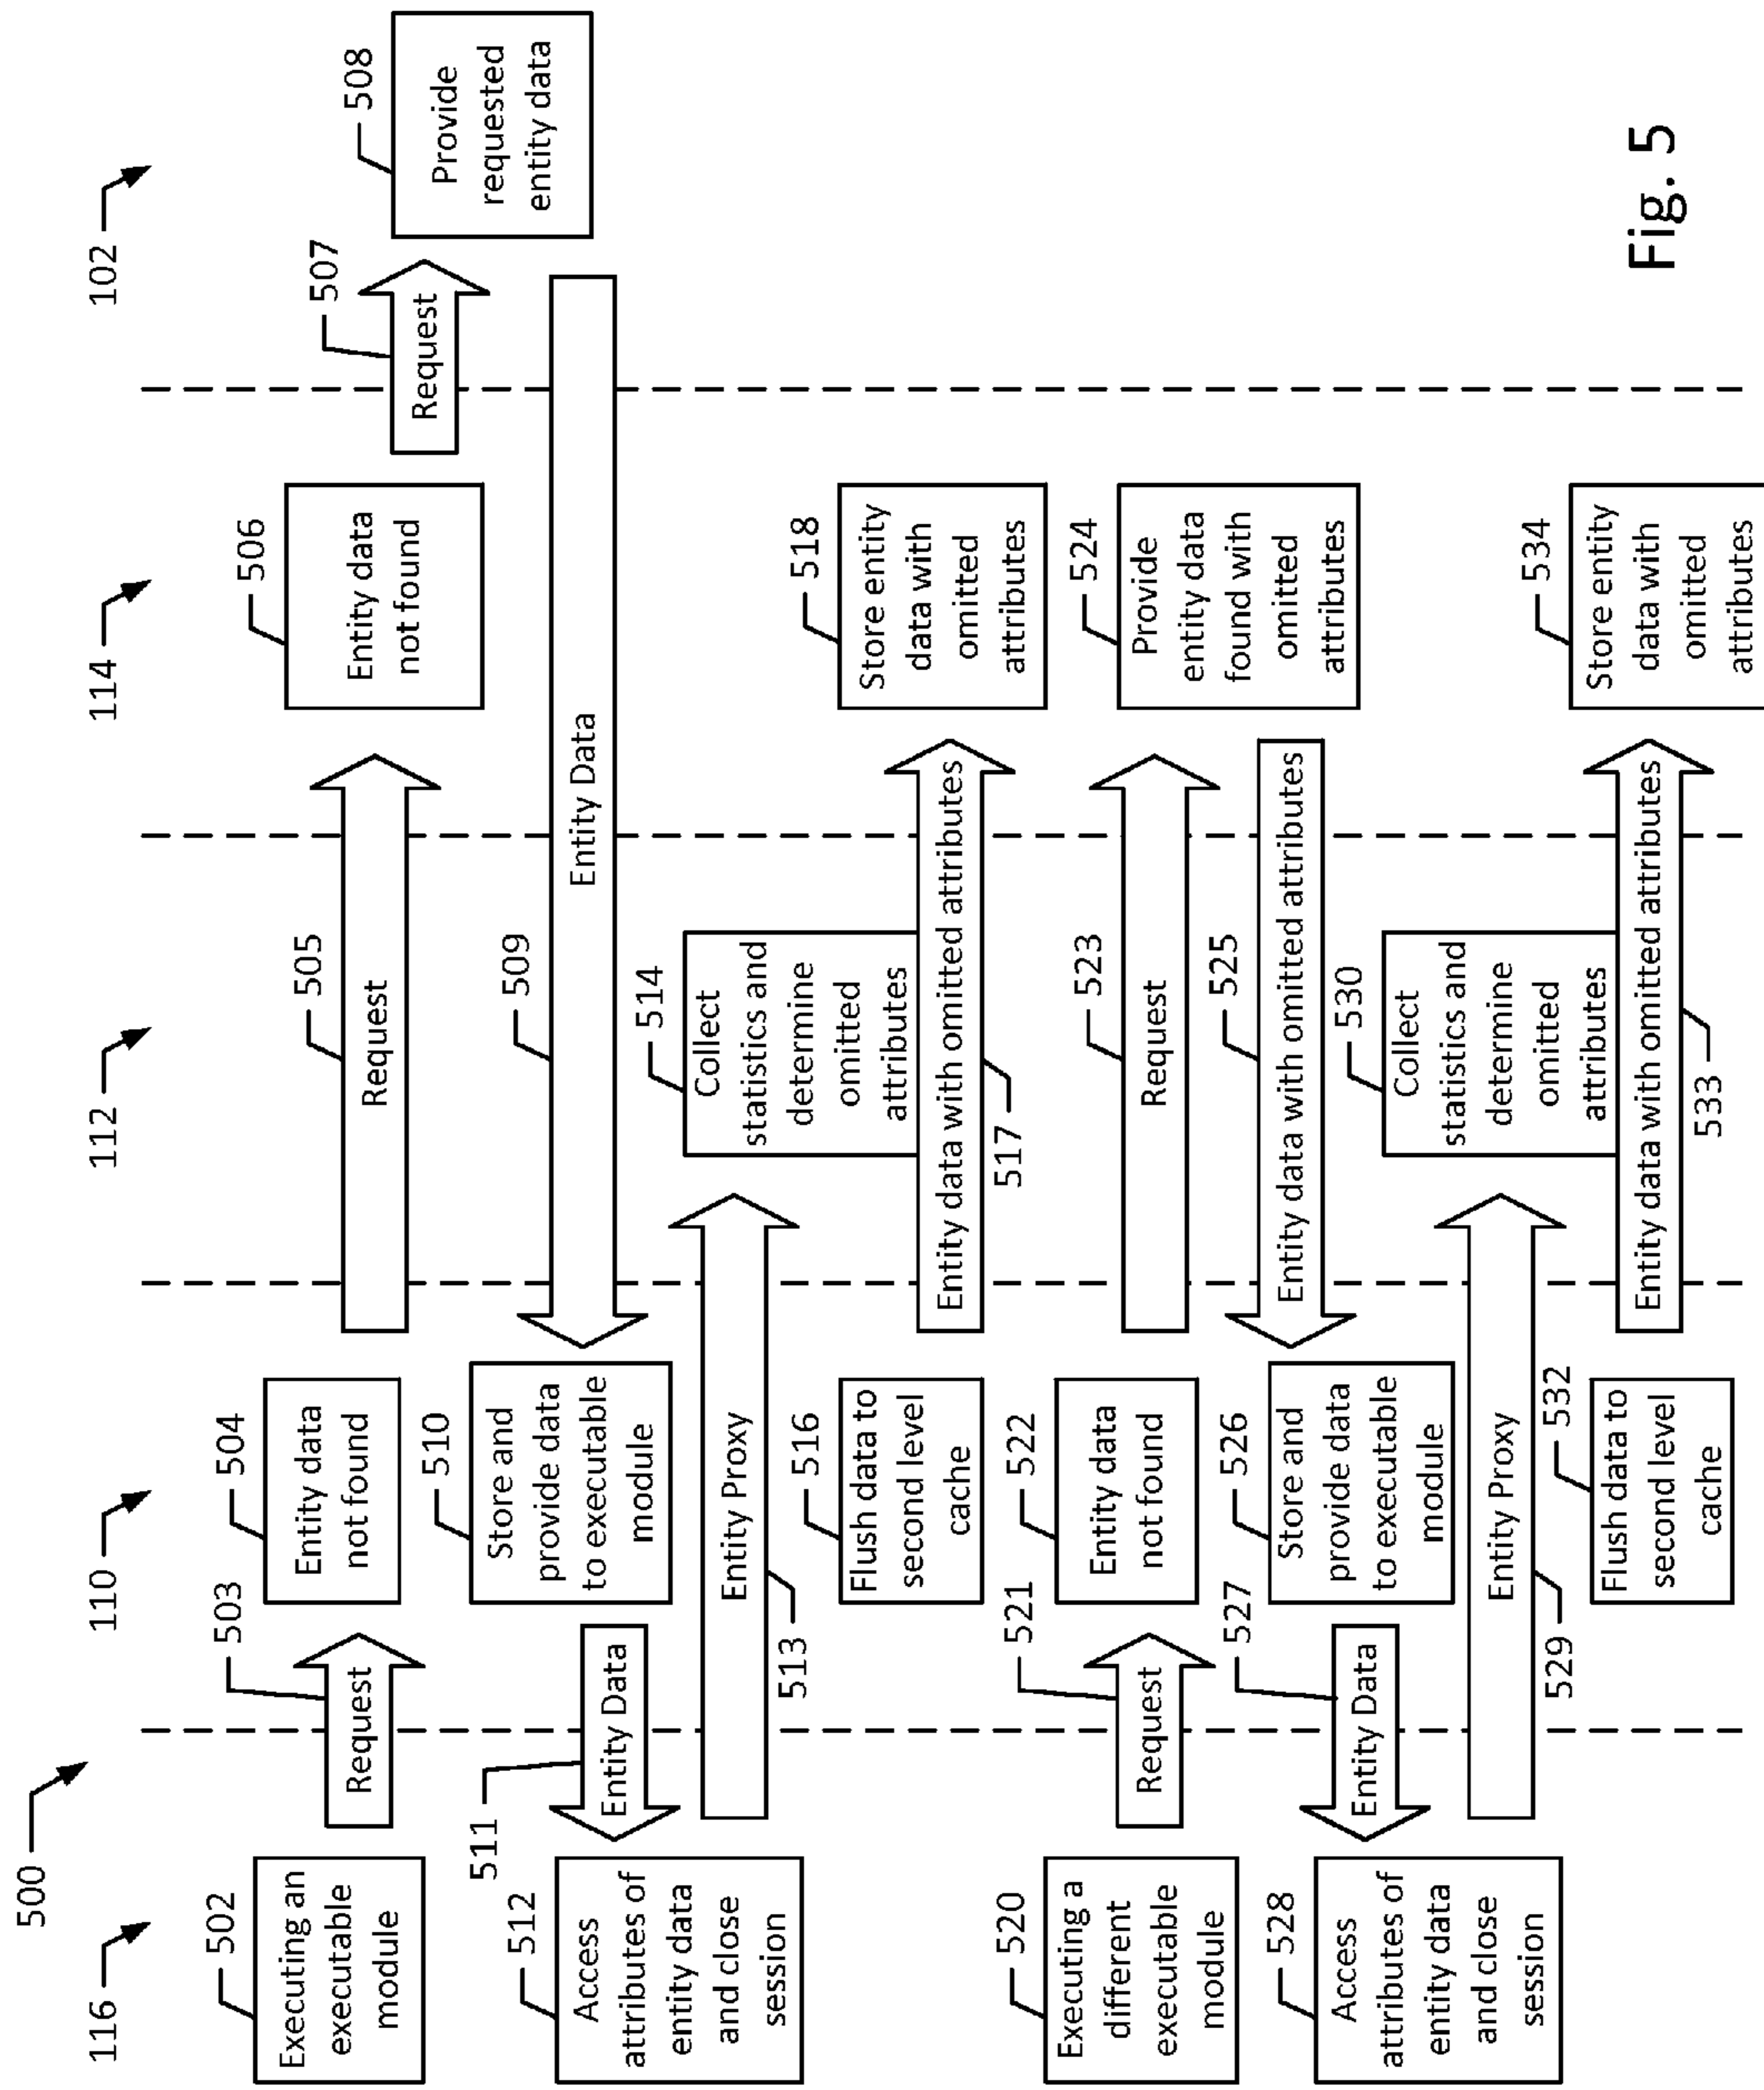 500
116
110
112
114
102
502
Executing an
executable
module
503
Request
504
Entity data
not found
505
Request
506
Entity data
not found
507
Request
508
Provide
requested
entity data
509
Entity Data
510
Store and
provide data
to executable
module
511
Entity Data
512
Access
attributes of
entity data
and close
session
513
Entity Proxy
514
Collect
statistics and
determine
omitted
attributes
516
Flush data to
second level
cache
517
Entity data with omitted attributes
518
Store entity
data with
omitted
attributes
520
Executing a
different
executable
module
521
Request
522
Entity data
not found
523
Request
524
Provide
entity data
found with
omitted
attributes
525
Entity data with omitted attributes
526
Store and
provide data
to executable
module
527
Entity Data
528
Access
attributes of
entity data
and close
session
529
Entity Proxy
530
Collect
statistics and
determine
omitted
attributes
532
Flush data to
second level
cache
533
Entity data with omitted attributes
534
Store entity
data with
omitted
attributes
Fig. 5